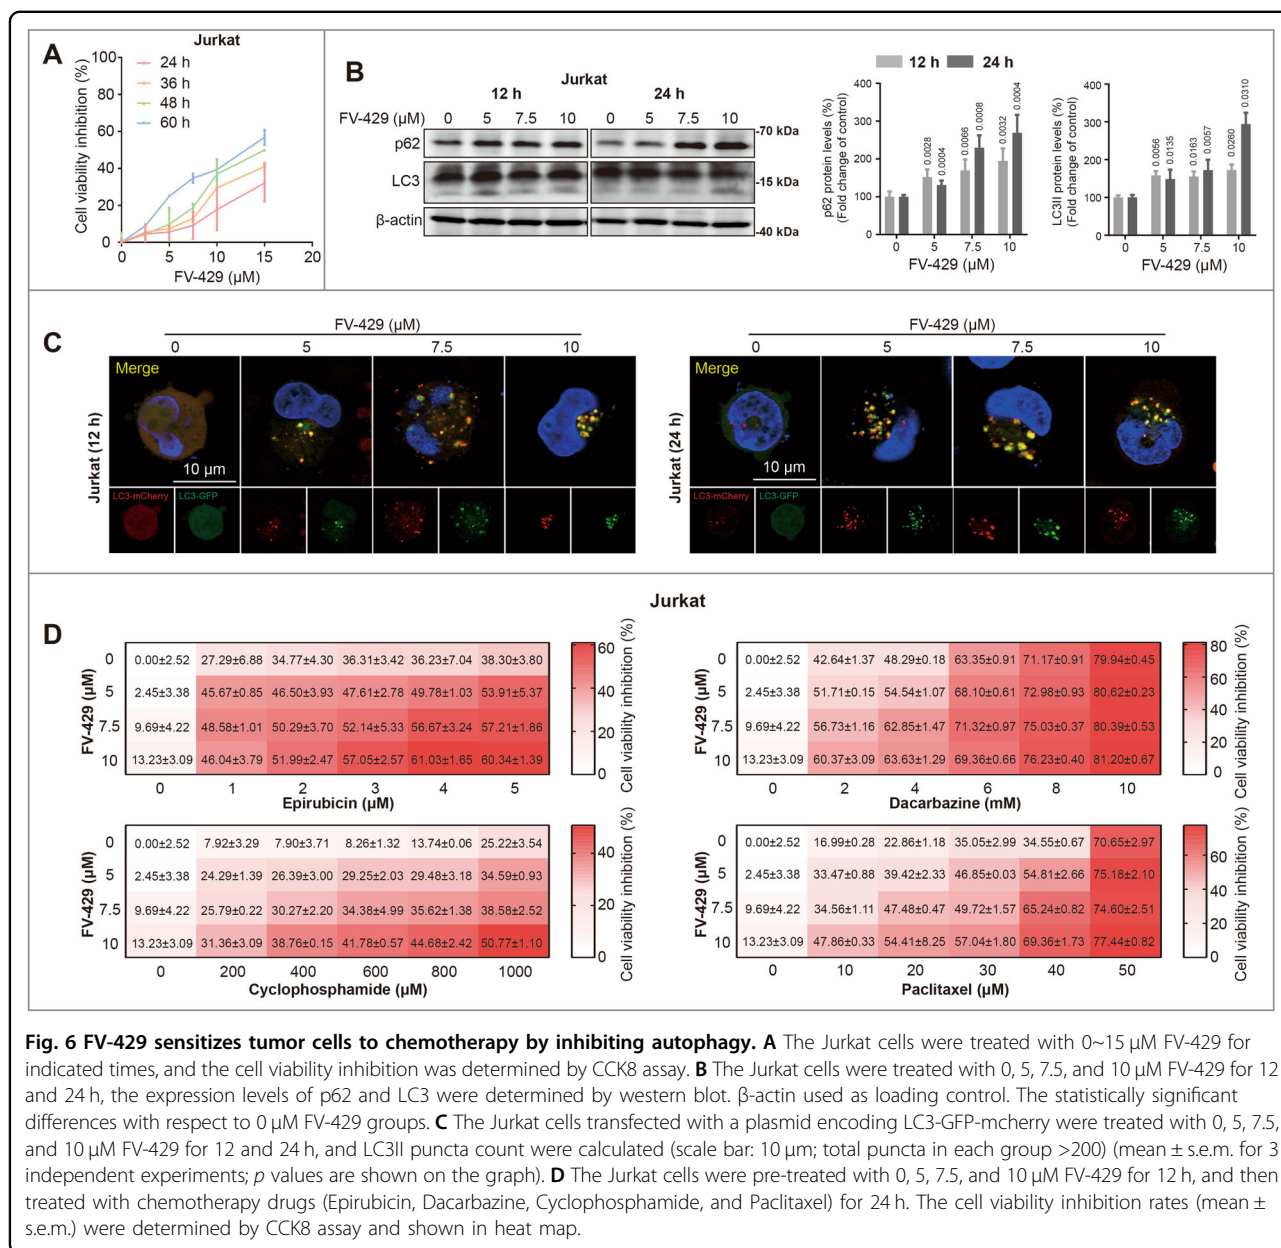 A
Jurkat
Cell viability inhibition (%)
100
80
60
40
20
0
24 h
36 h
48 h
60 h
0 5 10 15 20
FV-429 (μM)
B
Jurkat
12 h 24 h
FV-429 (μM) 0 5 7.5 10 0 5 7.5 10
p62
LC3
β-actin
-70 kDa
-15 kDa
-40 kDa
12 h 24 h
p62 protein levels (%)
(Fold change of control)
400
300
200
100
0
0.0028
0.0004
0.0066
0.0008
0.0032
0.0004
0 5 7.5 10
FV-429 (μM)
LC3II protein levels (%)
(Fold change of control)
400
300
200
100
0
0.0056
0.0135
0.0163
0.0057
0.0260
0.0310
0 5 7.5 10
FV-429 (μM)
C
FV-429 (μM)
0 5 7.5 10
Jurkat (12 h)
Merge
10 μm
LC3-mCherry LC3-GFP
FV-429 (μM)
0 5 7.5 10
Jurkat (24 h)
Merge
10 μm
LC3-mCherry LC3-GFP
Jurkat
D
FV-429 (μM)
0 0.00±2.52 27.29±6.88 34.77±4.30 36.31±3.42 36.23±7.04 38.30±3.80
5 2.45±3.38 45.67±0.85 46.50±3.93 47.61±2.78 49.78±1.03 53.91±5.37
7.5 9.69±4.22 48.58±1.01 50.29±3.70 52.14±5.33 56.67±3.24 57.21±1.86
10 13.23±3.09 46.04±3.79 51.99±2.47 57.05±2.57 61.03±1.65 60.34±1.39
0 1 2 3 4 5
Epirubicin (μM)
60
40
20
0
Cell viability inhibition (%)
FV-429 (μM)
0 0.00±2.52 42.64±1.37 48.29±0.18 63.35±0.91 71.17±0.91 79.94±0.45
5 2.45±3.38 51.71±0.15 54.54±1.07 68.10±0.61 72.98±0.93 80.62±0.23
7.5 9.69±4.22 56.73±1.16 62.85±1.47 71.32±0.97 75.03±0.37 80.39±0.53
10 13.23±3.09 60.37±3.09 63.63±1.29 69.36±0.66 76.23±0.40 81.20±0.67
0 2 4 6 8 10
Dacarbazine (mM)
80
60
40
20
0
Cell viability inhibition (%)
FV-429 (μM)
0 0.00±2.52 7.92±3.29 7.90±3.71 8.26±1.32 13.74±0.06 25.22±3.54
5 2.45±3.38 24.29±1.39 26.39±3.00 29.25±2.03 29.48±3.18 34.59±0.93
7.5 9.69±4.22 25.79±0.22 30.27±2.20 34.38±4.99 35.62±1.38 38.58±2.52
10 13.23±3.09 31.36±3.09 38.76±0.15 41.78±0.57 44.68±2.42 50.77±1.10
0 200 400 600 800 1000
Cyclophosphamide (μM)
40
20
0
Cell viability inhibition (%)
FV-429 (μM)
0 0.00±2.52 16.99±0.28 22.86±1.18 35.05±2.99 34.55±0.67 70.65±2.97
5 2.45±3.38 33.47±0.88 39.42±2.33 46.85±0.03 54.81±2.66 75.18±2.10
7.5 9.69±4.22 34.56±1.11 47.48±0.47 49.72±1.57 65.24±0.82 74.60±2.51
10 13.23±3.09 47.86±0.33 54.41±8.25 57.04±1.80 69.36±1.73 77.44±0.82
0 10 20 30 40 50
Paclitaxel (μM)
60
40
20
0
Cell viability inhibition (%)
Fig. 6 FV-429 sensitizes tumor cells to chemotherapy by inhibiting autophagy. A The Jurkat cells were treated with 0~15 μM FV-429 for
indicated times, and the cell viability inhibition was determined by CCK8 assay. B The Jurkat cells were treated with 0, 5, 7.5, and 10 μM FV-429 for 12
and 24 h, the expression levels of p62 and LC3 were determined by western blot. β-actin used as loading control. The statistically significant
differences with respect to 0 μM FV-429 groups. C The Jurkat cells transfected with a plasmid encoding LC3-GFP-mcherry were treated with 0, 5, 7.5,
and 10 μM FV-429 for 12 and 24 h, and LC3II puncta count were calculated (scale bar: 10 μm; total puncta in each group >200) (mean ± s.e.m. for 3
independent experiments; p values are shown on the graph). D The Jurkat cells were pre-treated with 0, 5, 7.5, and 10 μM FV-429 for 12 h, and then
treated with chemotherapy drugs (Epirubicin, Dacarbazine, Cyclophosphamide, and Paclitaxel) for 24 h. The cell viability inhibition rates (mean ±
s.e.m.) were determined by CCK8 assay and shown in heat map.